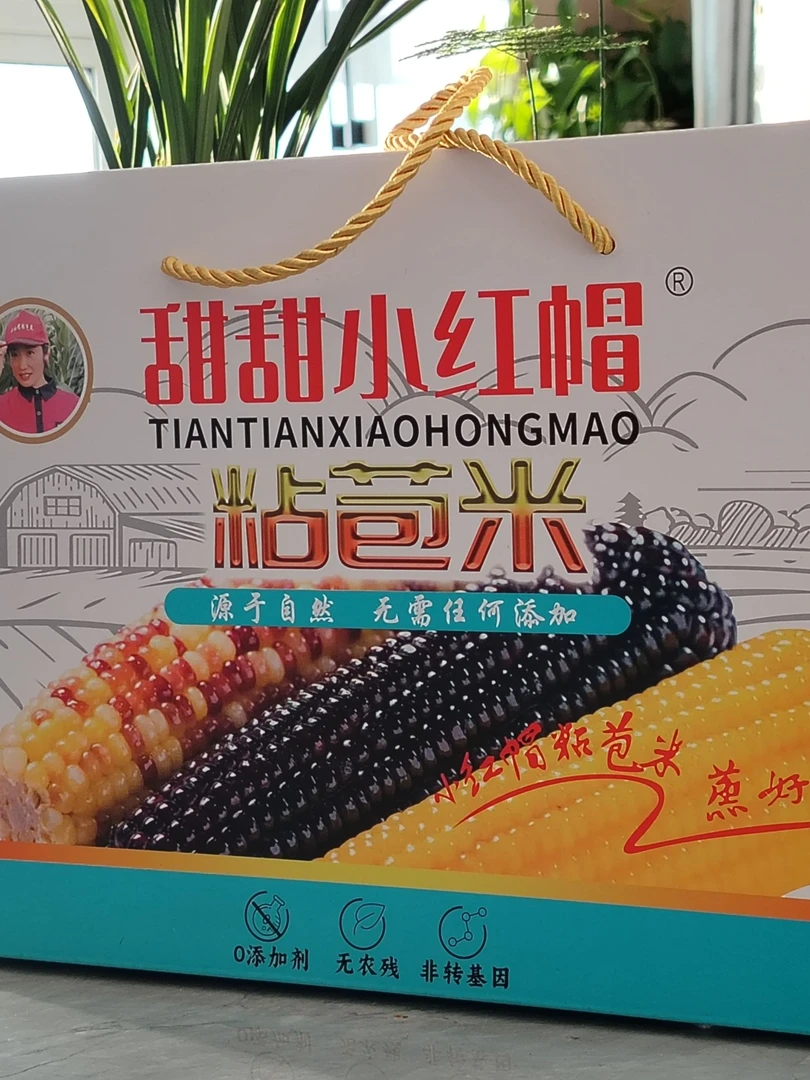 甜甜小红帽®
TIANTIANXIAOHONGMAO
粘苞米
源于自然 无需任何添加
小红帽粘苞米
蒸好
0添加剂 无农残 非转基因